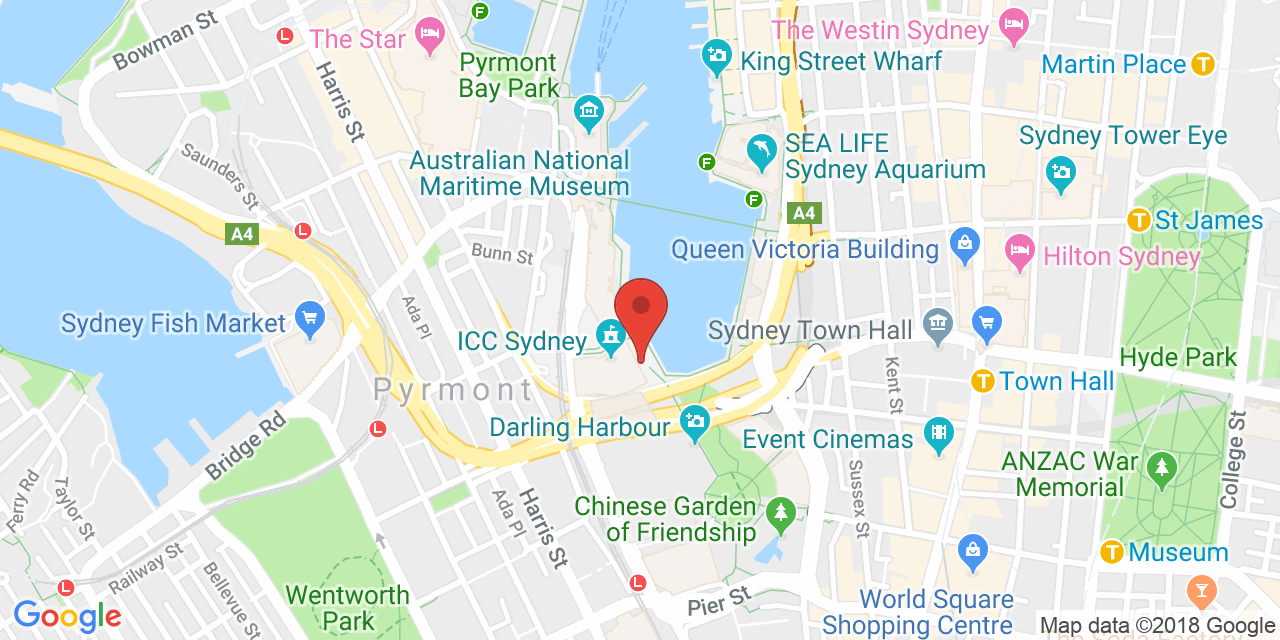 Bowman St
The Star
The Westin Sydney
Harris St
Pyrmont
Bay Park
King Street Wharf
Martin Place
Sydney Tower Eye
SEA LIFE
Sydney Aquarium
Australian National
Maritime Museum
Saunders St
A4
A4
St James
Bunn St
Queen Victoria Building
Hilton Sydney
Ada Pl
Sydney Fish Market
ICC Sydney
Sydney Town Hall
Hyde Park
Kent St
Pyrmont
Town Hall
Bridge Rd
Darling Harbour
Event Cinemas
College St
ANZAC War
Memorial
Ferry Rd
Taylor St
Ada Pl
Harris St
Sussex St
Chinese Garden
of Friendship
Museum
Railway St
Bellevue St
Wentworth
Park
Pier St
World Square
Shopping Centre
Google
Map data ©2018 Google